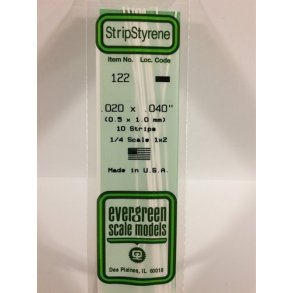 StripStyrene
Item No. Loc. Code
122
.020 x .040"
(0.5 x 1.0 mm)
10 Strips
1/4 Scale 1x2
Made in U.S.A.
evergreen
scale models
Des Plaines, IL 60018